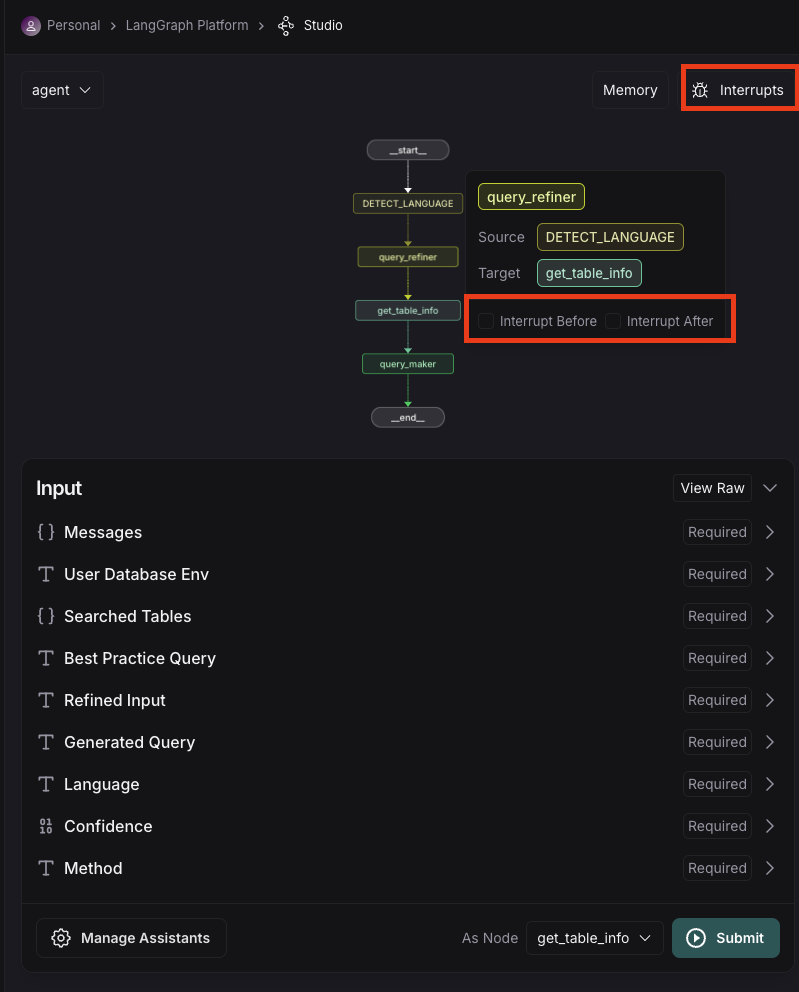 Personal > LangGraph Platform > Studio
agent
Memory
Interrupts
__start__
DETECT_LANGUAGE
query_refiner
get_table_info
query_maker
__end__
query_refiner
Source DETECT_LANGUAGE
Target get_table_info
Interrupt Before Interrupt After
Input
View Raw
Messages Required
User Database Env Required
Searched Tables Required
Best Practice Query Required
Refined Input Required
Generated Query Required
Language Required
Confidence Required
Method Required
Manage Assistants
As Node get_table_info
Submit